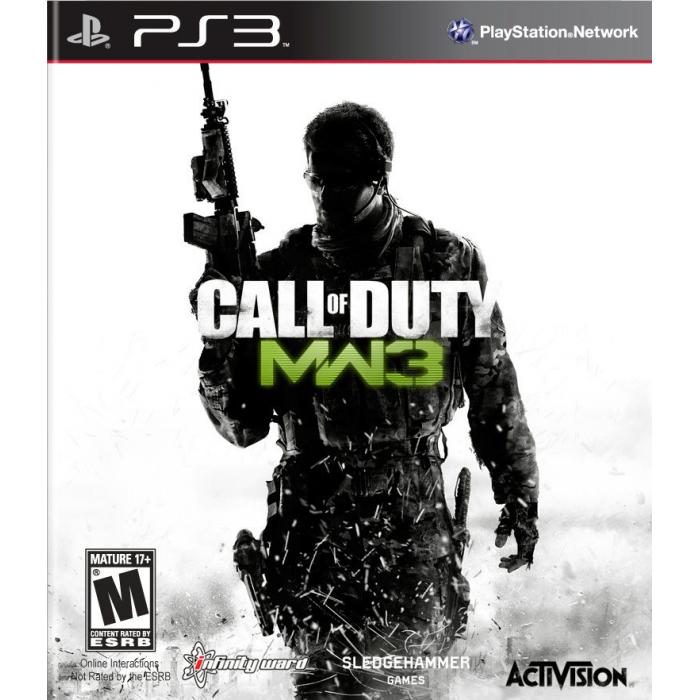 PS3™
PlayStation®Network
CALL OF DUTY
MW3
MATURE 17+
M®
CONTENT RATED BY
ESRB
Online Interactions
Not Rated by the ESRB
infinity ward
SLEDGEHAMMER
GAMES
ACTIVISION